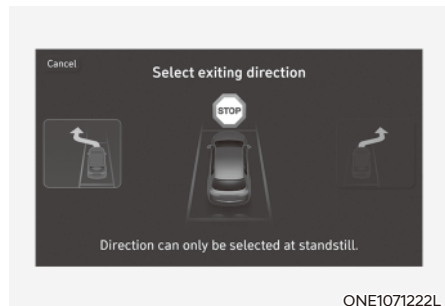 Cancel
Select exiting direction
STOP
Direction can only be selected at standstill.
ONE1071222L